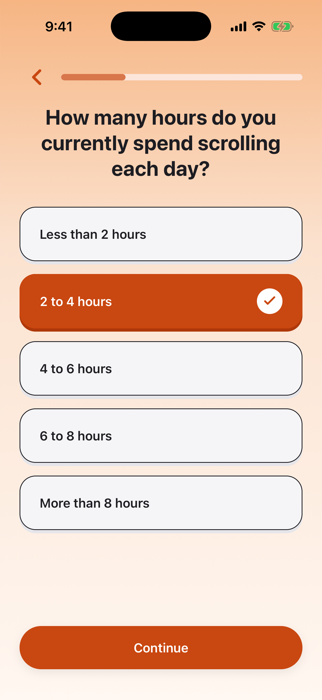 9:41
How many hours do you
currently spend scrolling
each day?
Less than 2 hours
2 to 4 hours
4 to 6 hours
6 to 8 hours
More than 8 hours
Continue